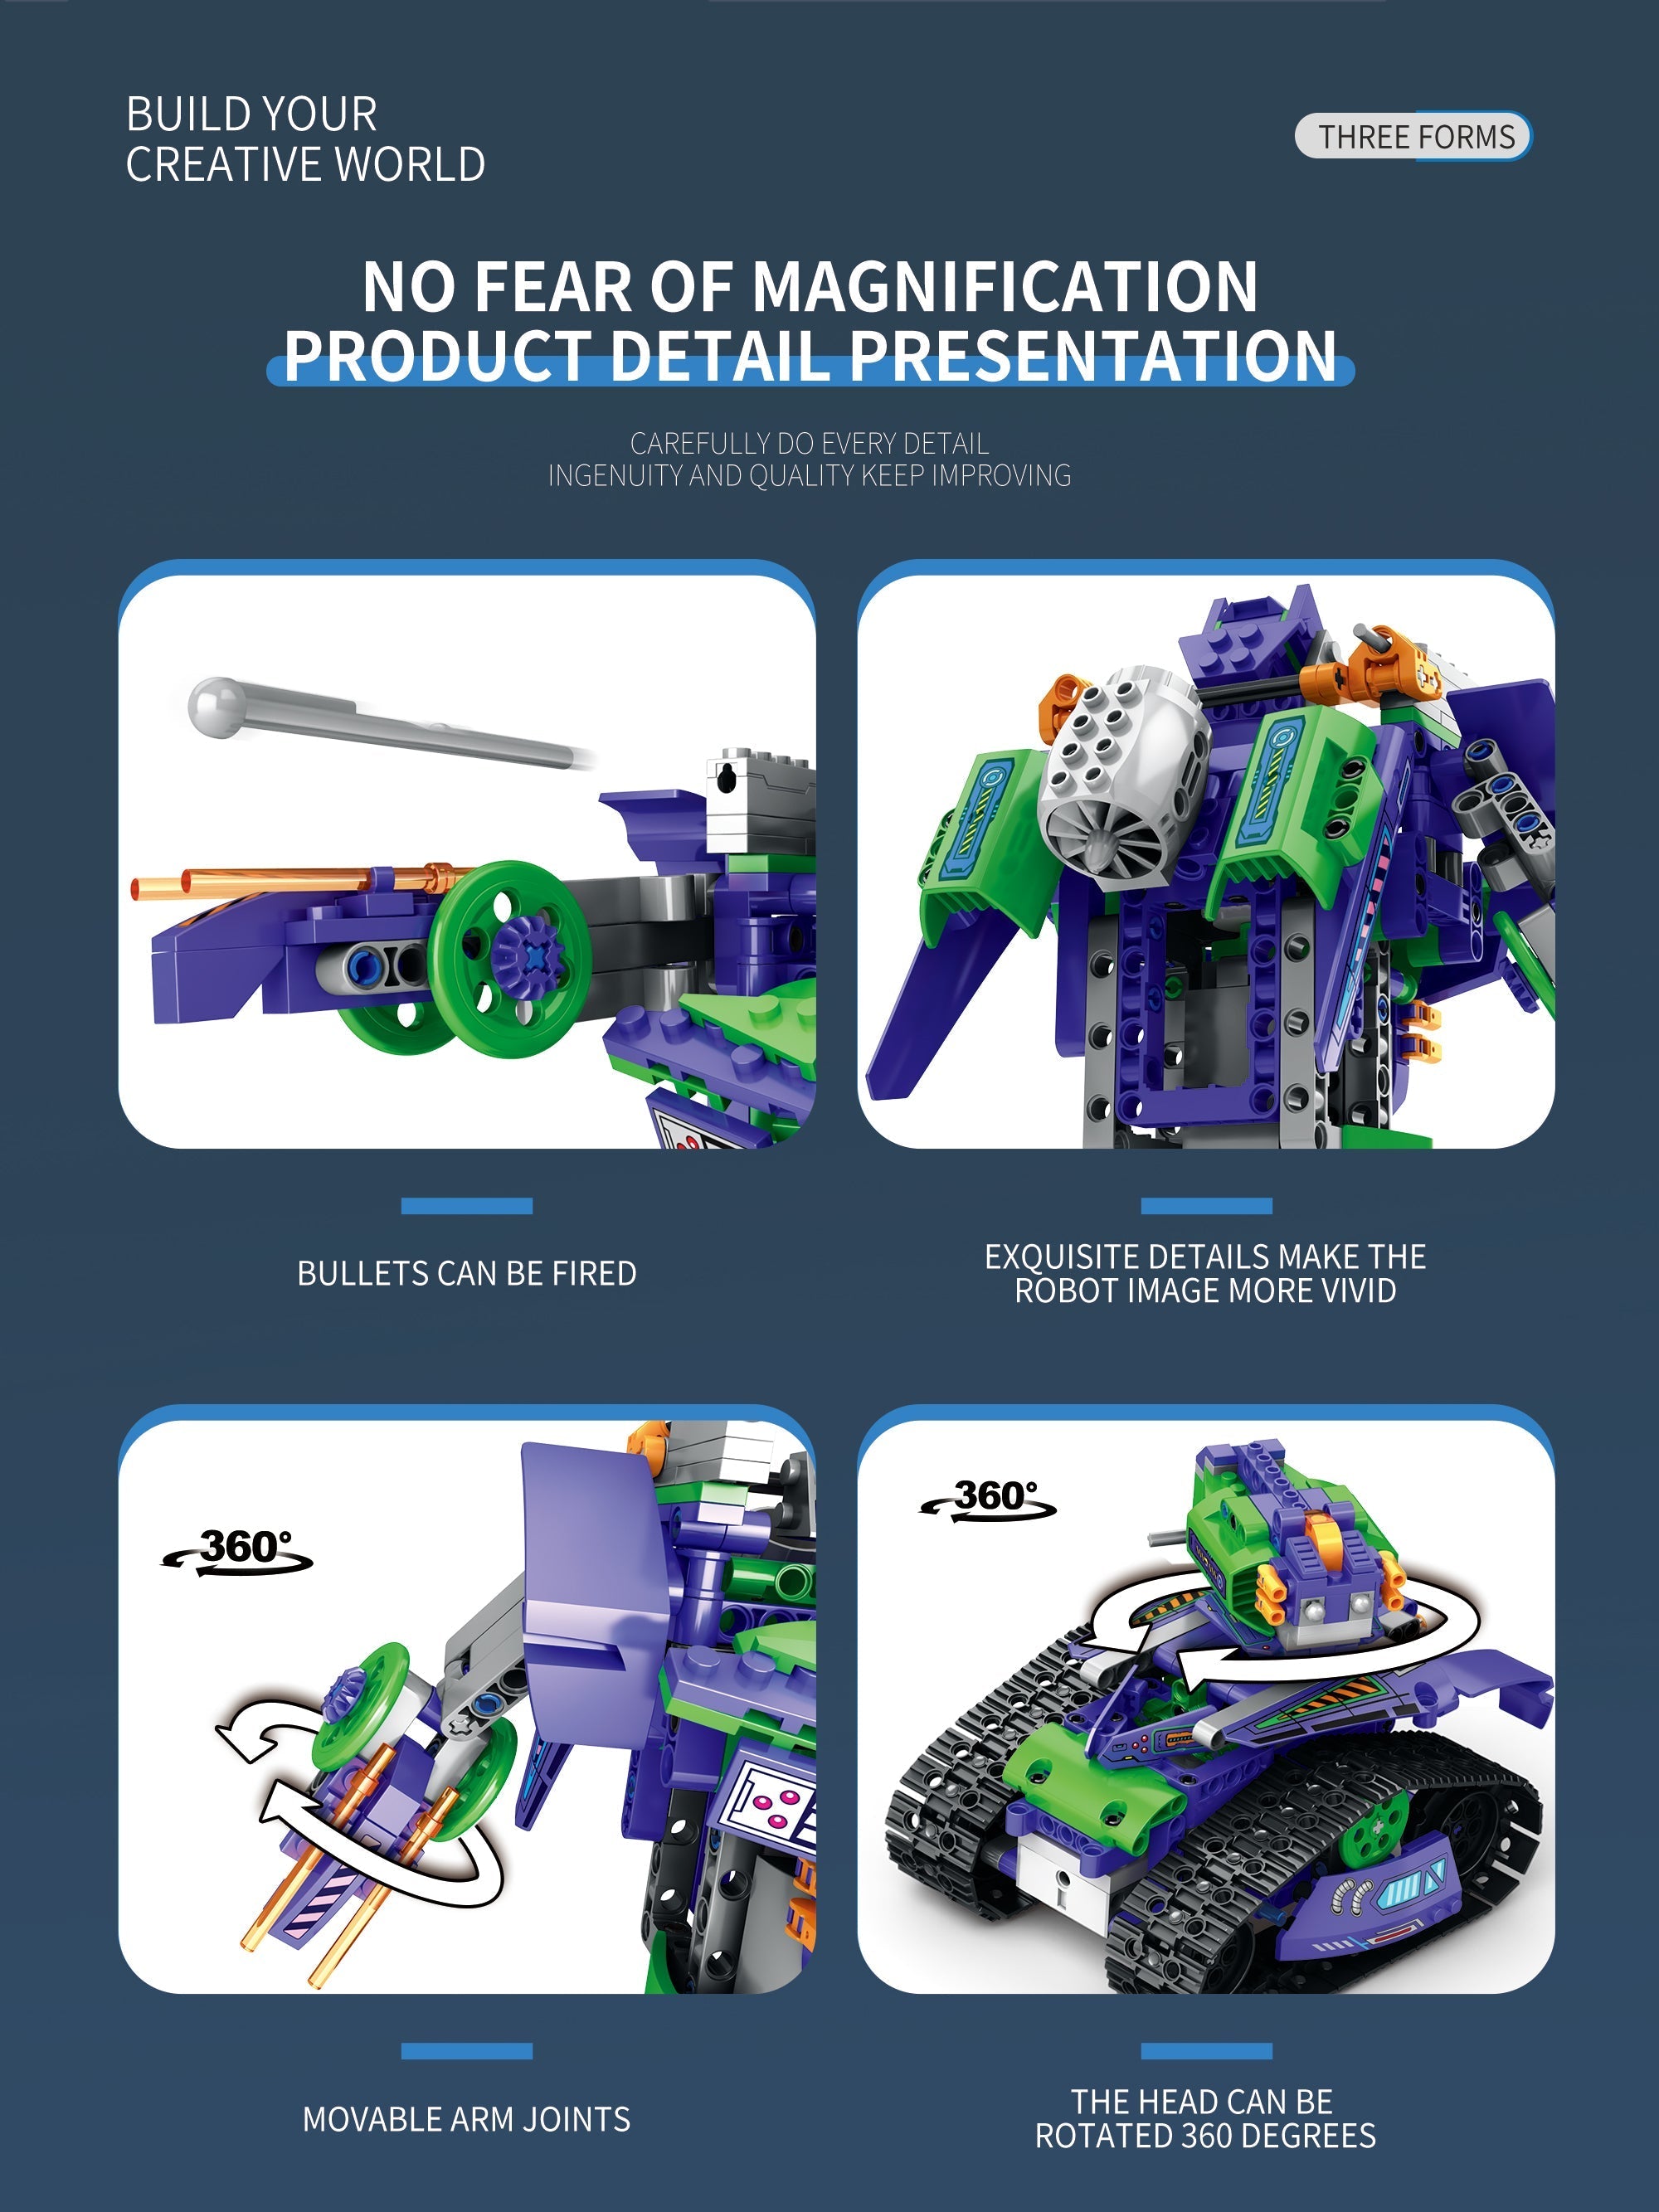 BUILD YOUR
CREATIVE WORLD
THREE FORMS
NO FEAR OF MAGNIFICATION
PRODUCT DETAIL PRESENTATION
CAREFULLY DO EVERY DETAIL
INGENUITY AND QUALITY KEEP IMPROVING
BULLETS CAN BE FIRED
EXQUISITE DETAILS MAKE THE
ROBOT IMAGE MORE VIVID
360°
360°
MOVABLE ARM JOINTS
THE HEAD CAN BE
ROTATED 360 DEGREES